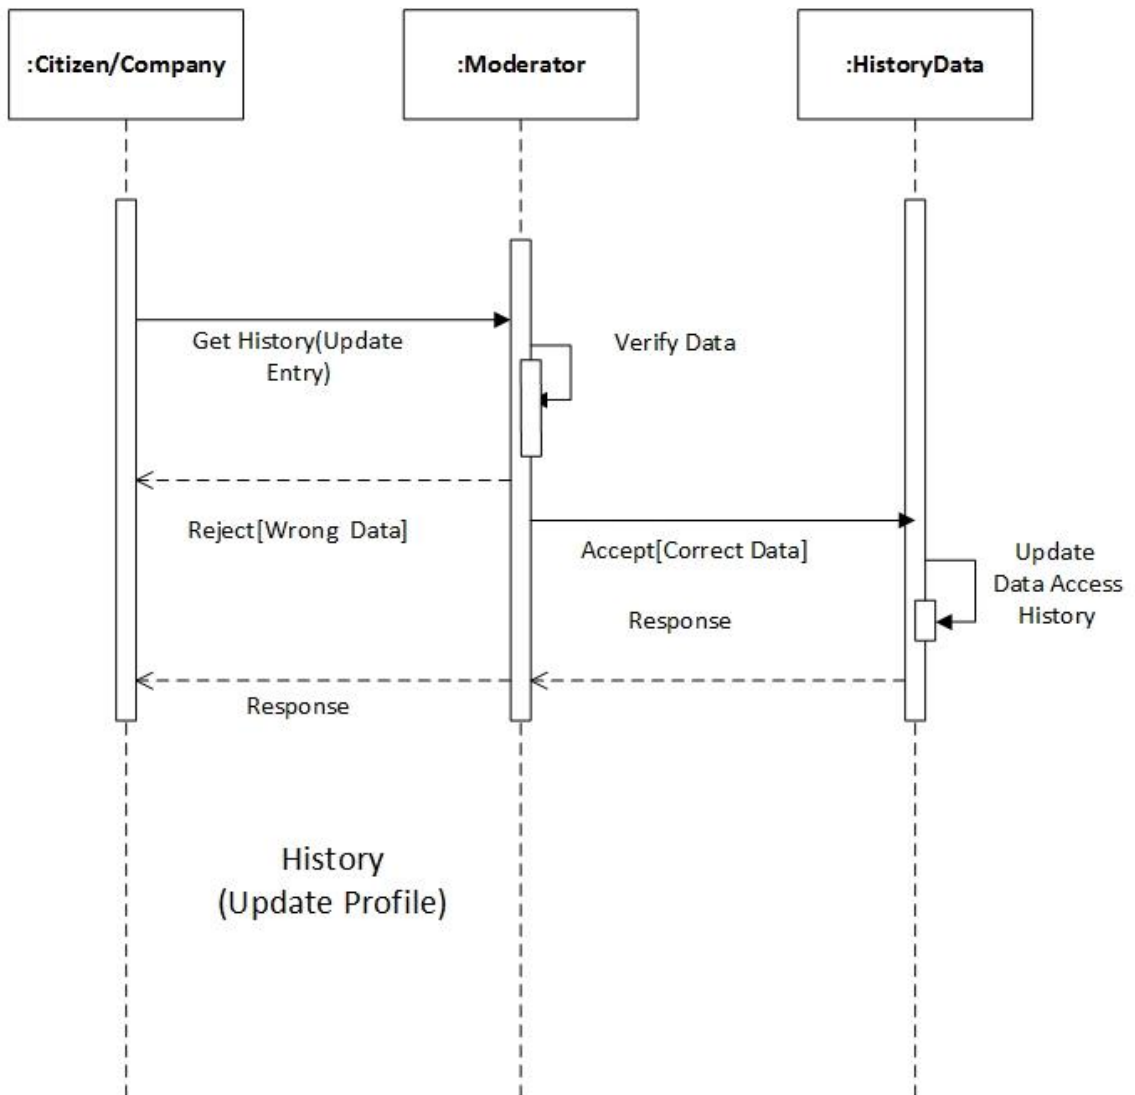 :Citizen/Company
:Moderator
:HistoryData
Get History(Update
Entry)
Verify Data
Reject[Wrong Data]
Accept[Correct Data]
Update
Data Access
History
Response
Response
History
(Update Profile)